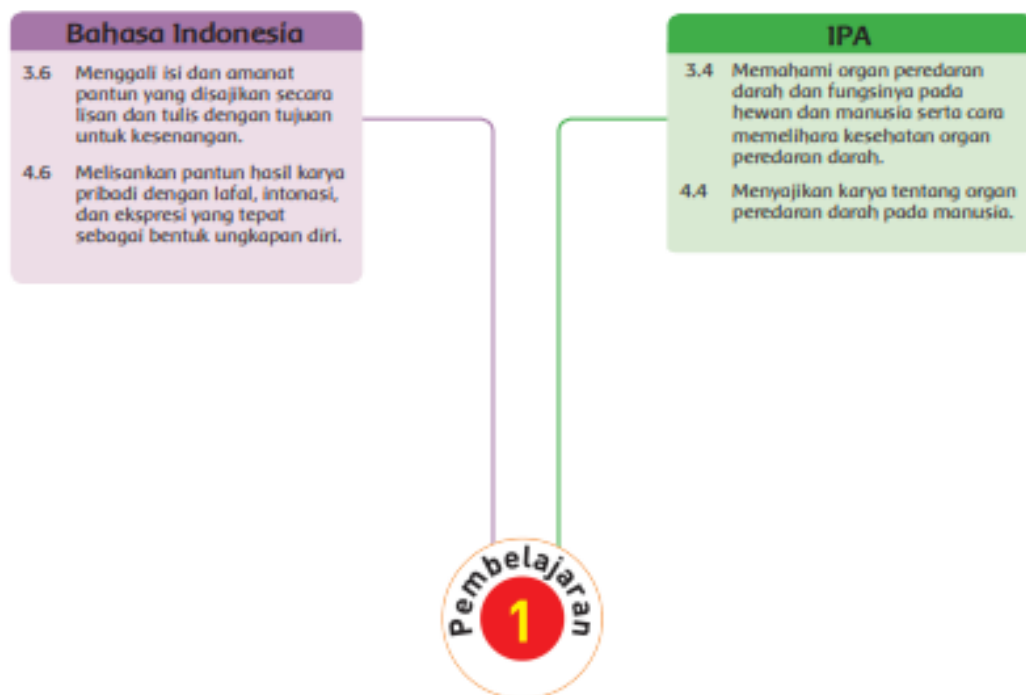 Bahasa Indonesia
3.6 Menggali isi dan amanat
pantun yang disajikan secara
lisan dan tulis dengan tujuan
untuk kesenangan.
4.6 Melisankan pantun hasil karya
pribadi dengan lafal, intonasi,
dan ekspresi yang tepat
sebagai bentuk ungkapan diri.
IPA
3.4 Memahami organ peredaran
darah dan fungsinya pada
hewan dan manusia serta cara
memelihara kesehatan organ
peredaran darah.
4.4 Menyajikan karya tentang organ
peredaran darah pada manusia.
Pembelajaran
1